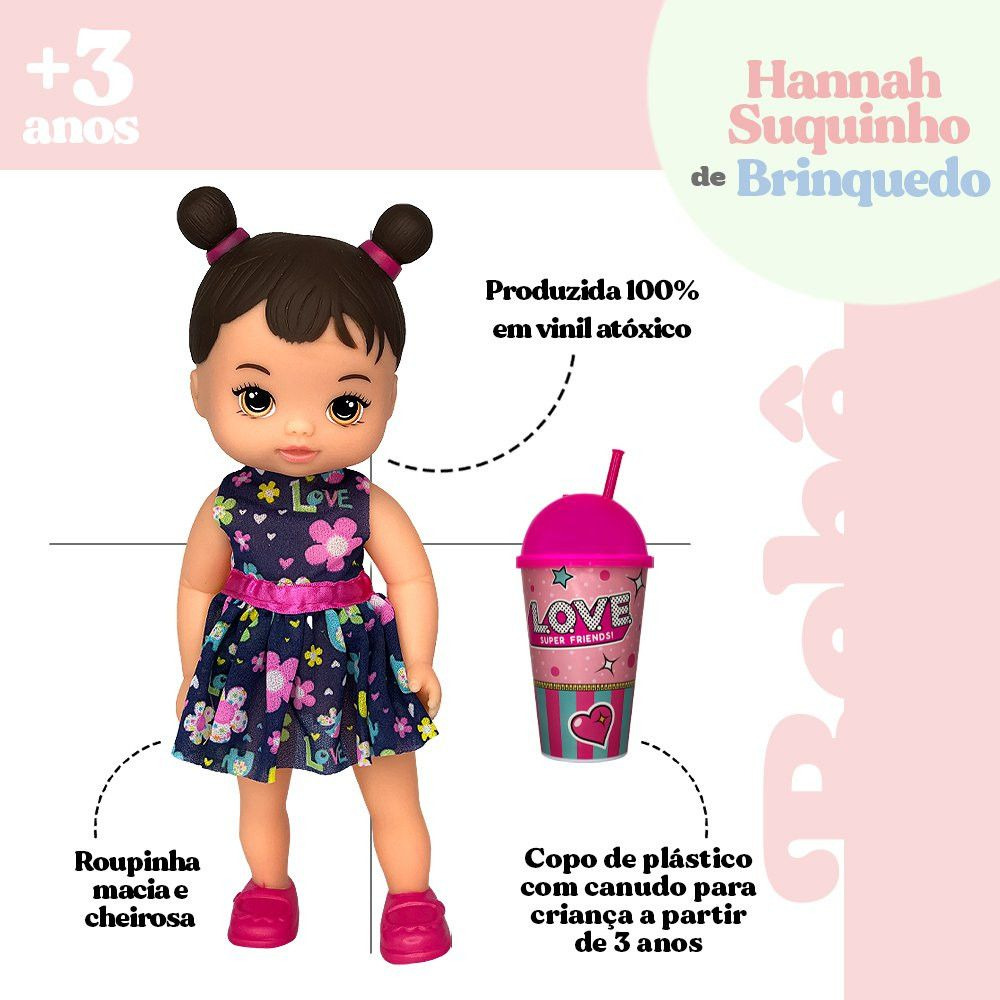 +3
anos
Hannah
Suquinho
de Brinquedo
Produzida 100%
em vinil atóxico
LOVE
LOVE
L.O.V.E.
SUPER FRIENDS!
Roupinha
macia e
cheirosa
Copo de plástico
com canudo para
criança a partir
de 3 anos